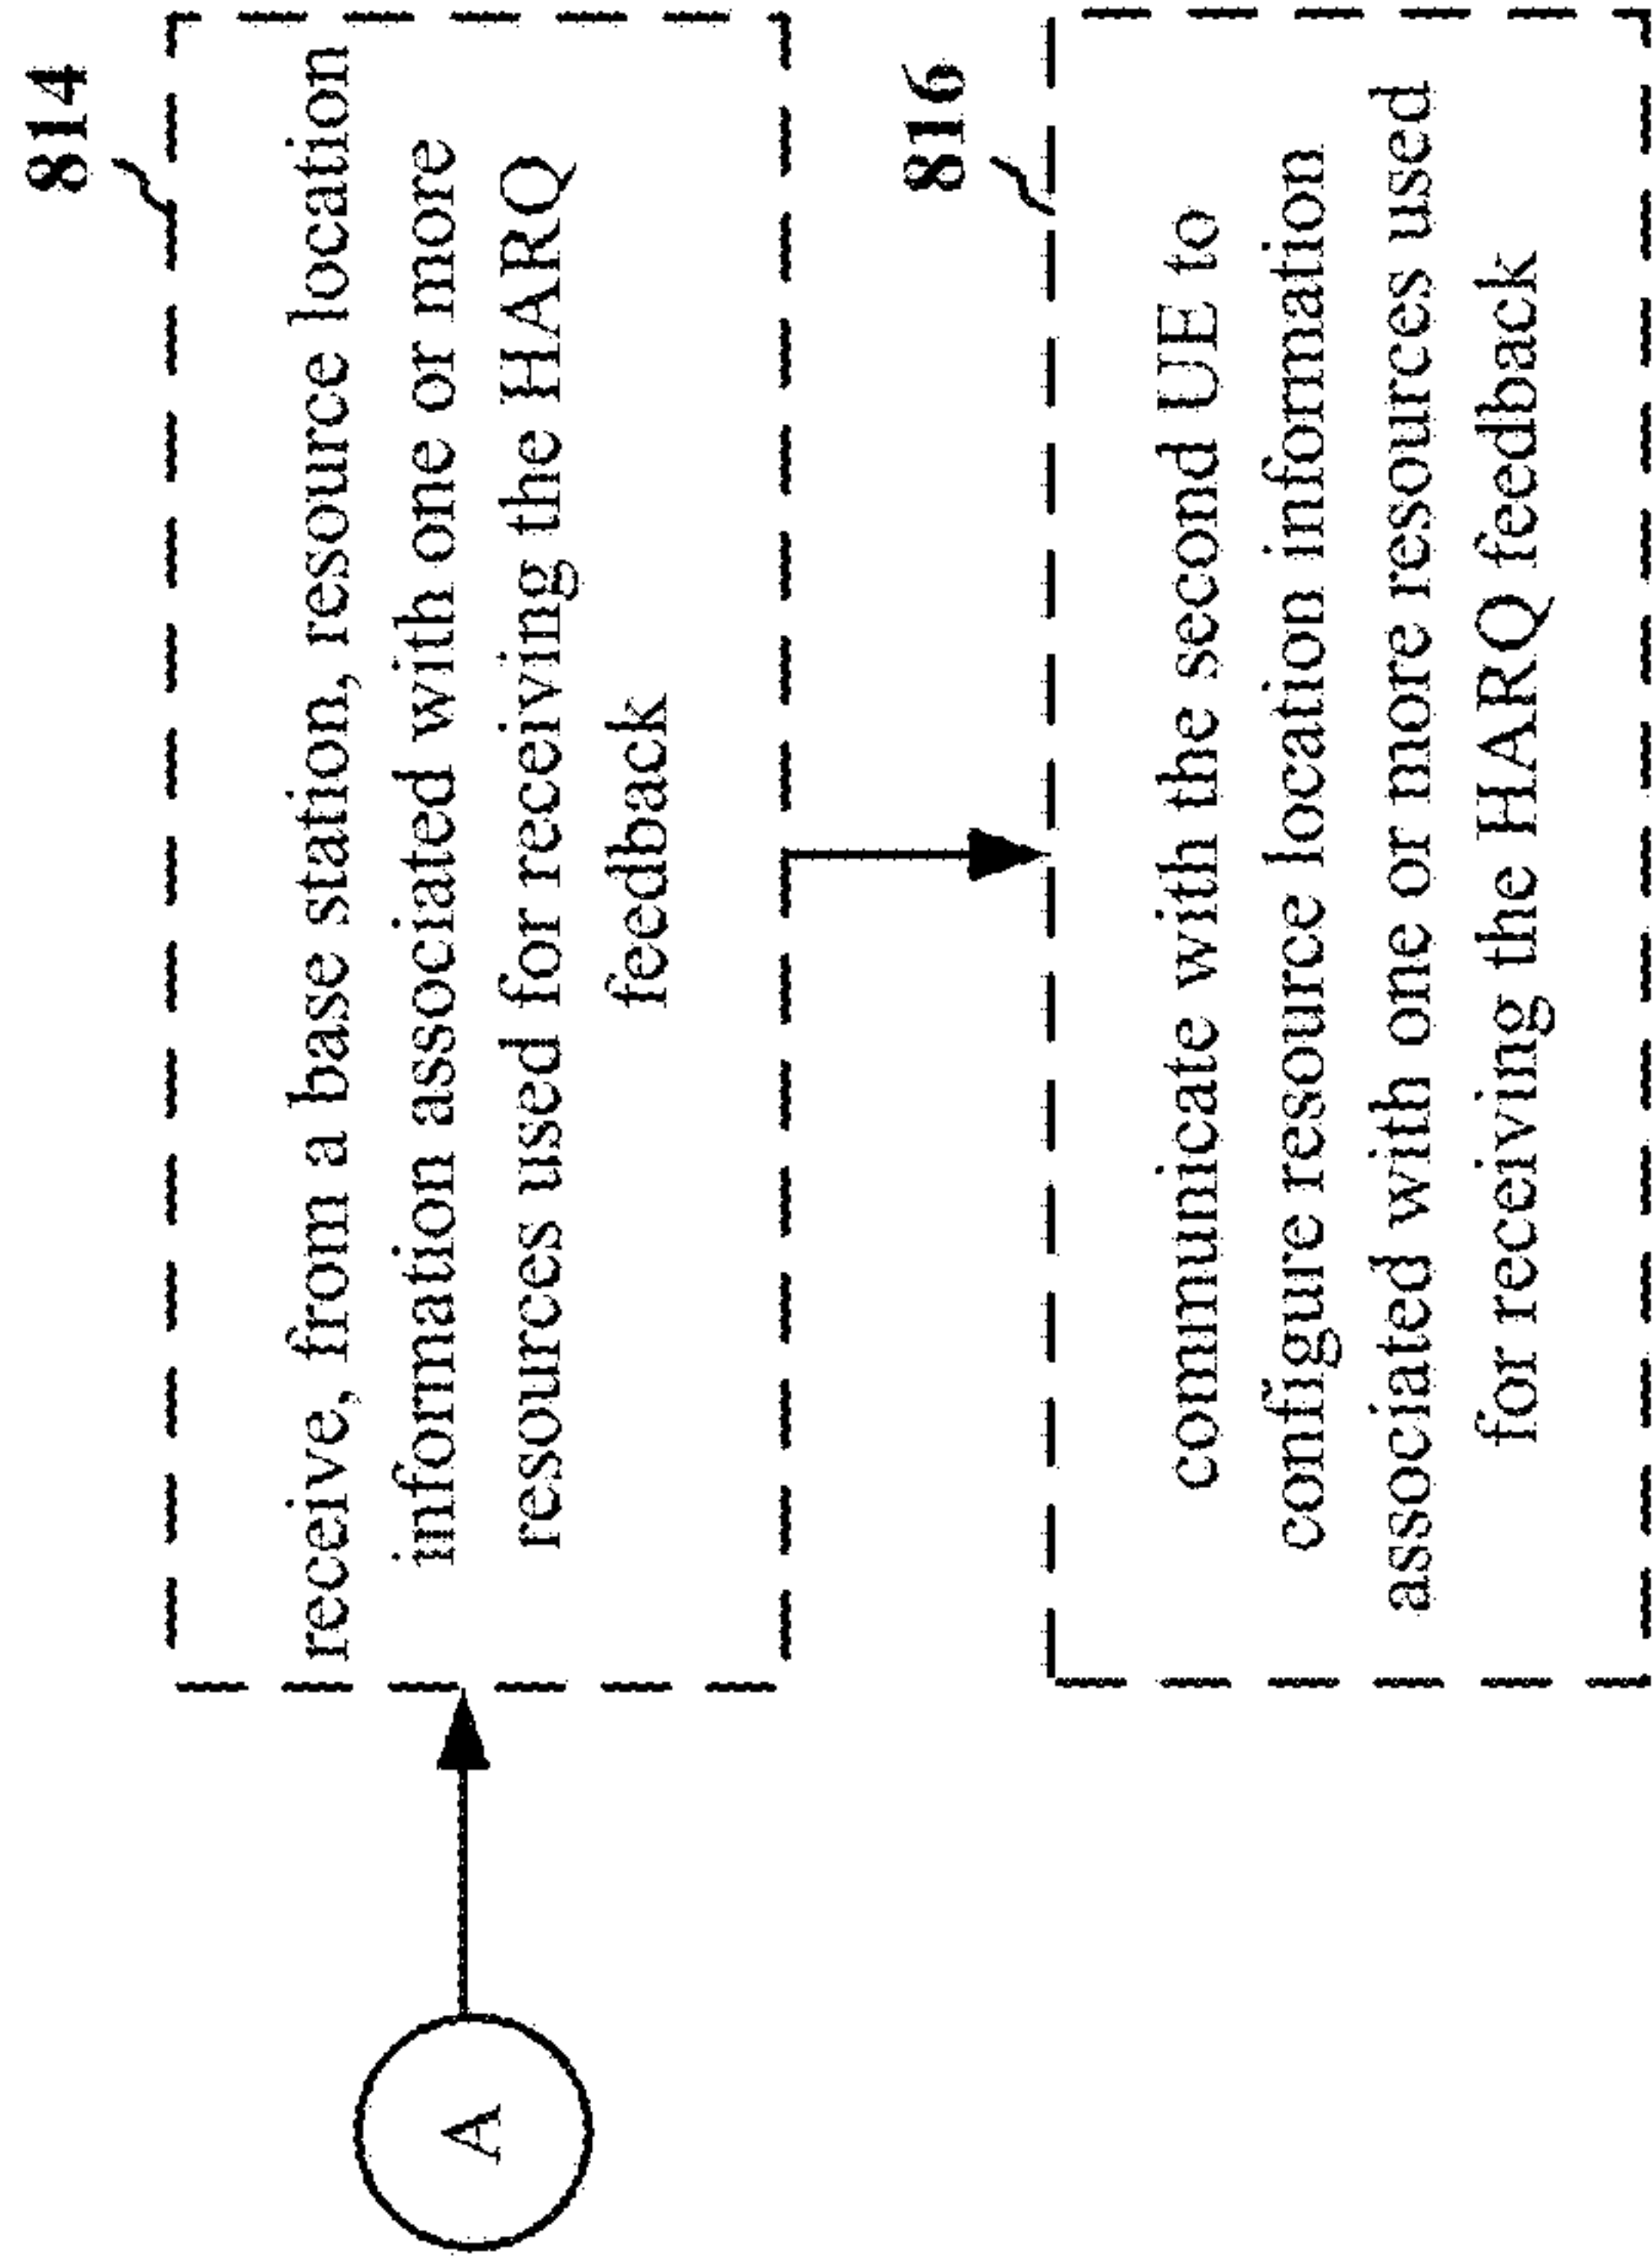 A
814
receive, from a base station, resource location
information associated with one or more
resources used for receiving the HARQ
feedback
816
communicate with the second UE to
configure resource location information
associated with one or more resources used
for receiving the HARQ feedback